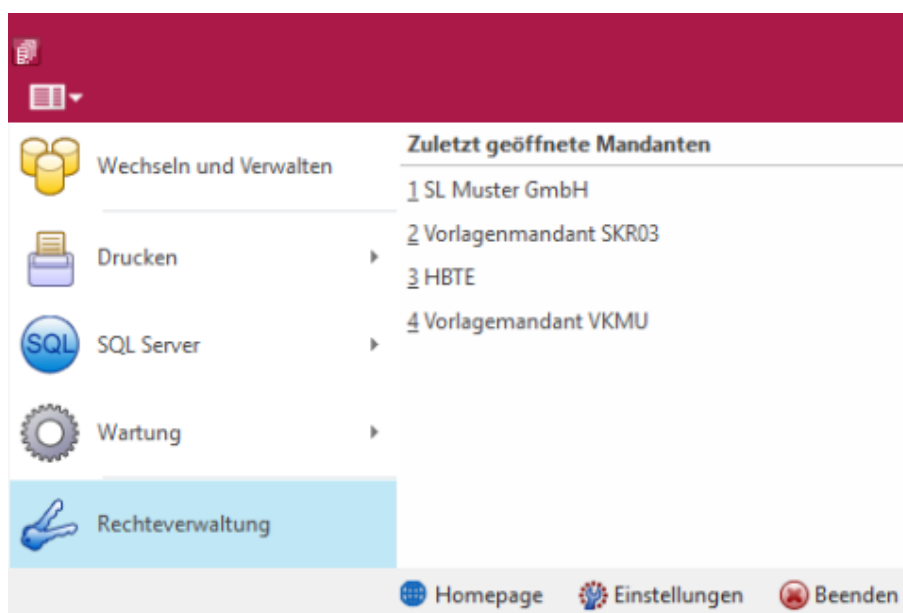 Wechseln und Verwalten
Drucken
SQL
SQL Server
Wartung
Rechteverwaltung
Zuletzt geöffnete Mandanten
1 SL Muster GmbH
2 Vorlagenmandant SKR03
3 HBTE
4 Vorlagemandant VKMU
Homepage
Einstellungen
Beenden